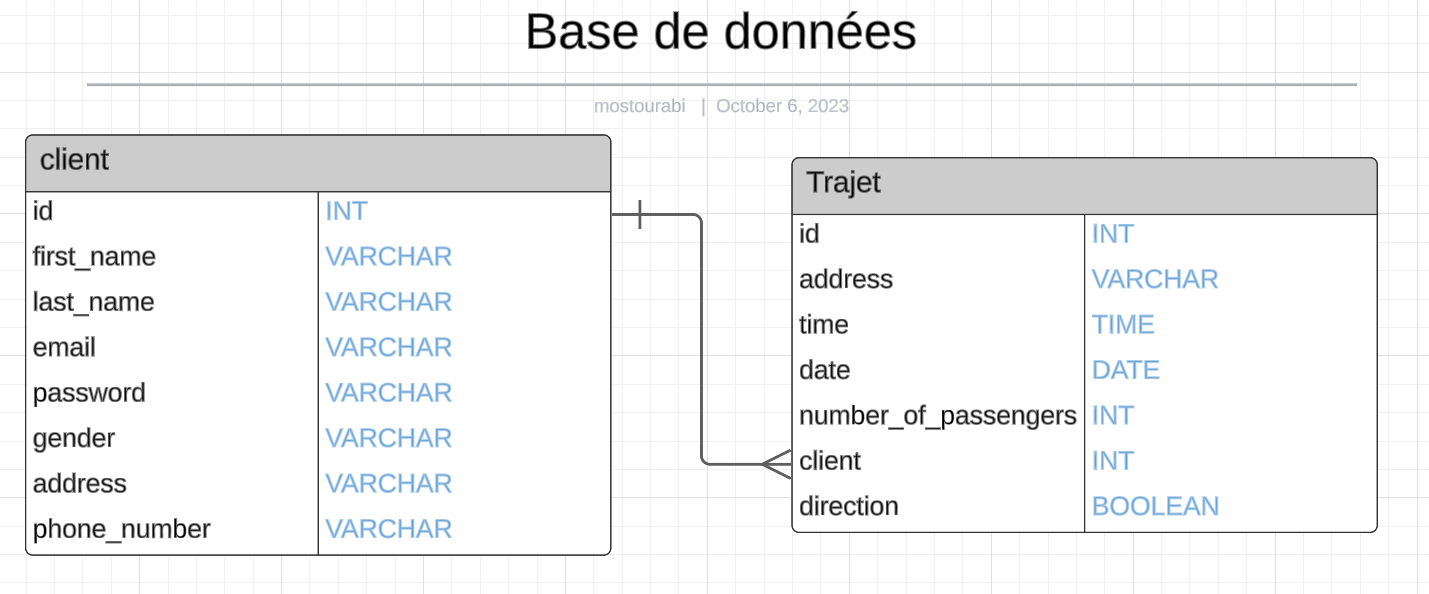 Base de données
mostourabi | October 6, 2023
client
id INT
first_name VARCHAR
last_name VARCHAR
email VARCHAR
password VARCHAR
gender VARCHAR
address VARCHAR
phone_number VARCHAR
Trajet
id INT
address VARCHAR
time TIME
date DATE
number_of_passengers INT
client INT
direction BOOLEAN